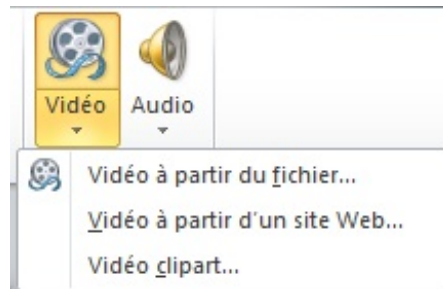 Vidéo Audio
Vidéo à partir du fichier...
Vidéo à partir d'un site Web...
Vidéo clipart...